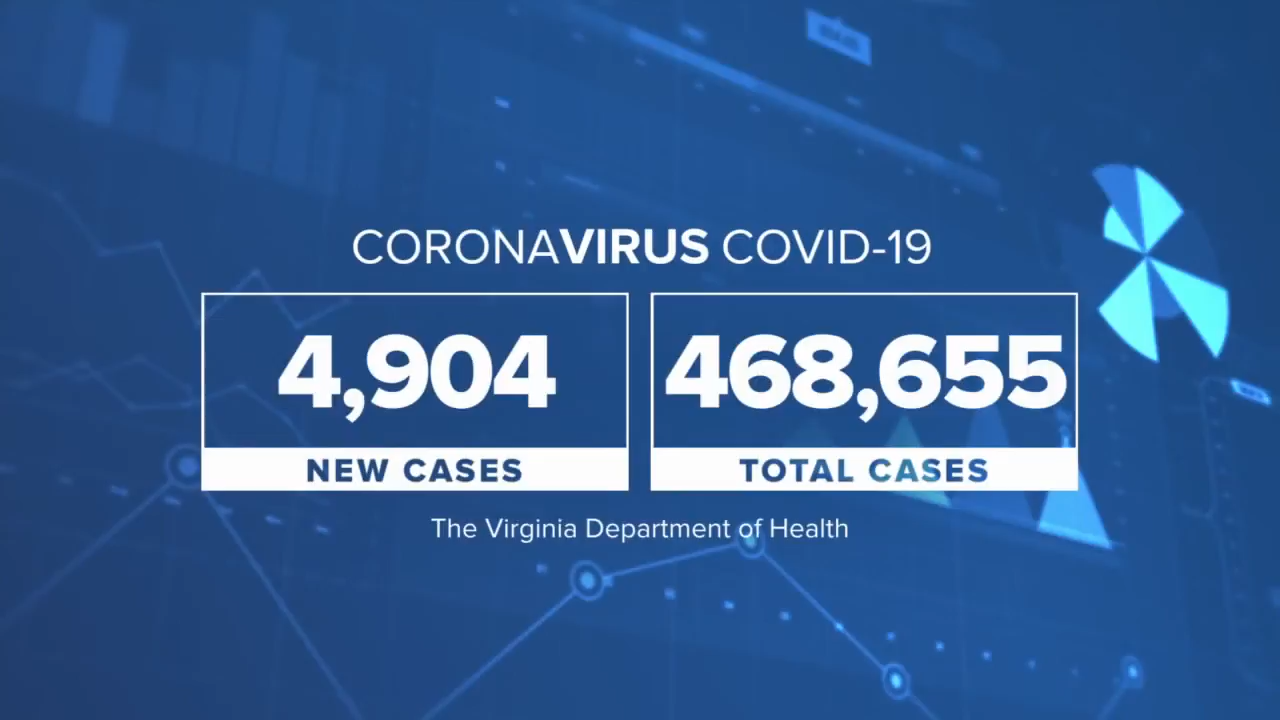 CORONAVIRUS COVID-19
4,904
NEW CASES
468,655
TOTAL CASES
The Virginia Department of Health